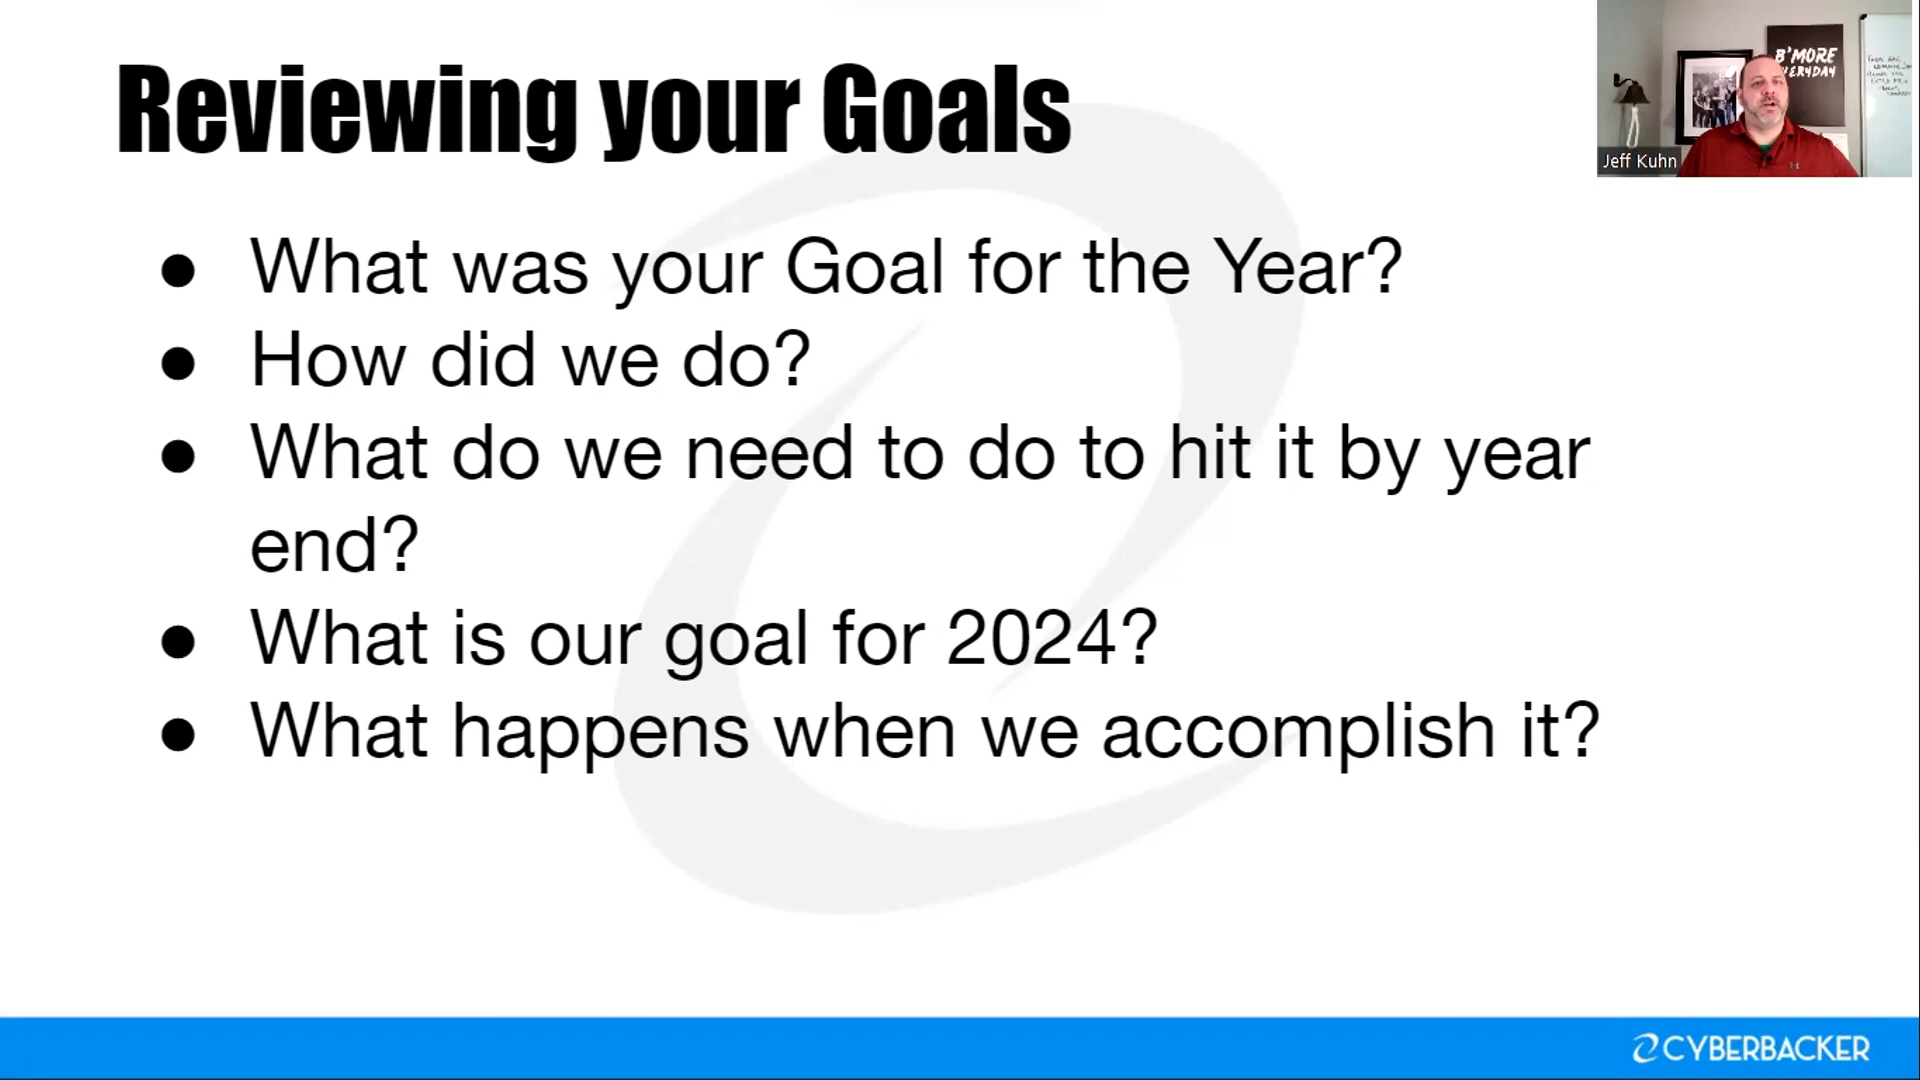 Reviewing your Goals
● What was your Goal for the Year?
● How did we do?
● What do we need to do to hit it by year
end?
● What is our goal for 2024?
● What happens when we accomplish it?
B'MORE
EVERYDAY
Jeff Kuhn
CYBERBACKER